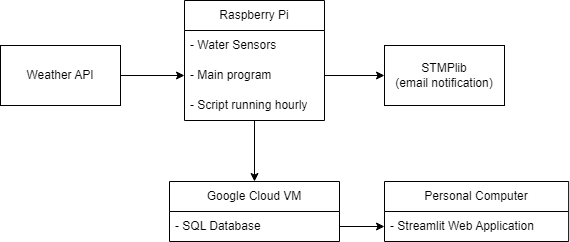 Raspberry Pi
- Water Sensors
Weather API
- Main program
- Script running hourly
STMPlib
(email notification)
Google Cloud VM
- SQL Database
Personal Computer
- Streamlit Web Application